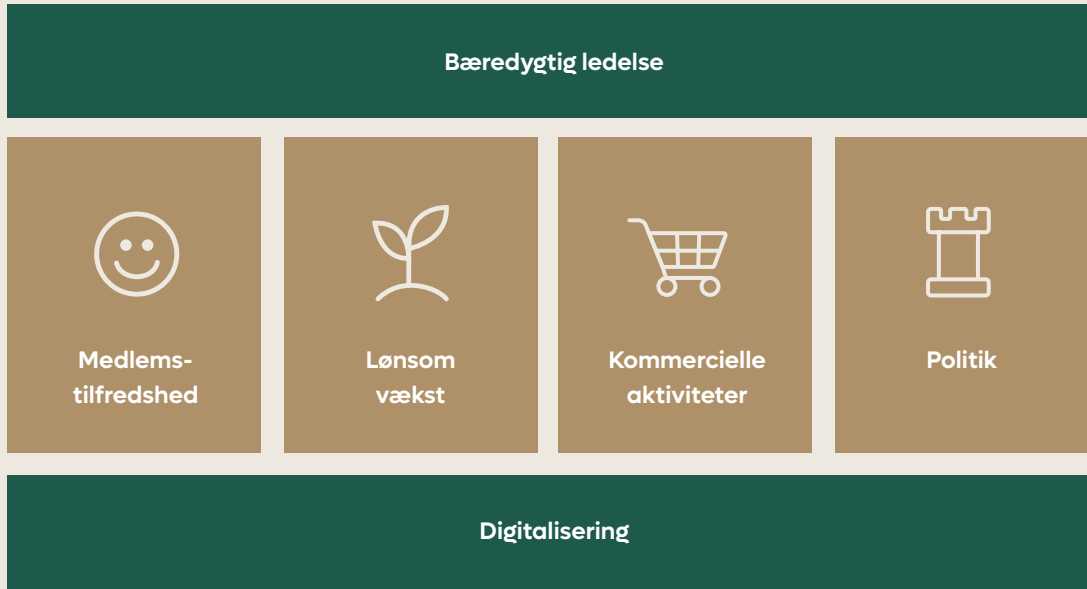 Bæredygtig ledelse
Medlems-
tilfredshed
Lønsom
vækst
Kommercielle
aktiviteter
Politik
Digitalisering